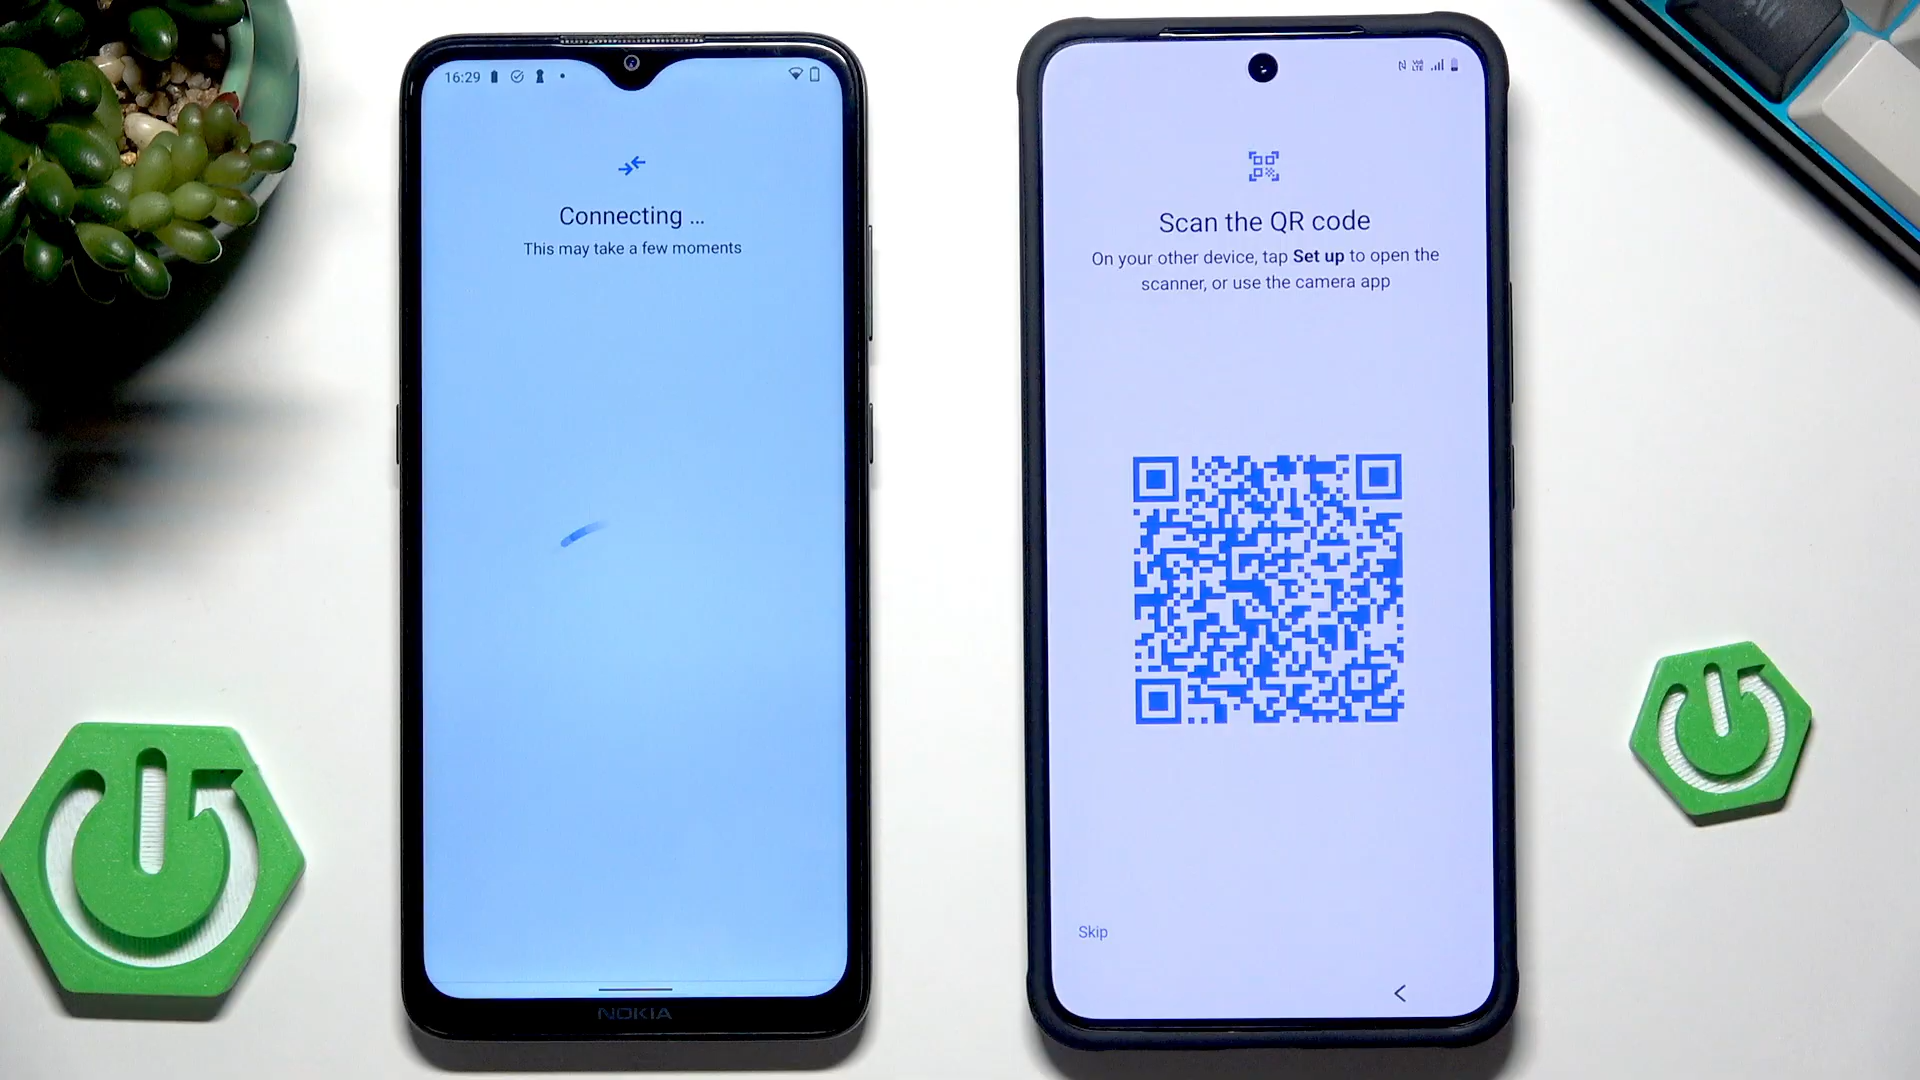 16:29
Connecting ...
This may take a few moments
NOKIA
Scan the QR code
On your other device, tap Set up to open the
scanner, or use the camera app
Skip